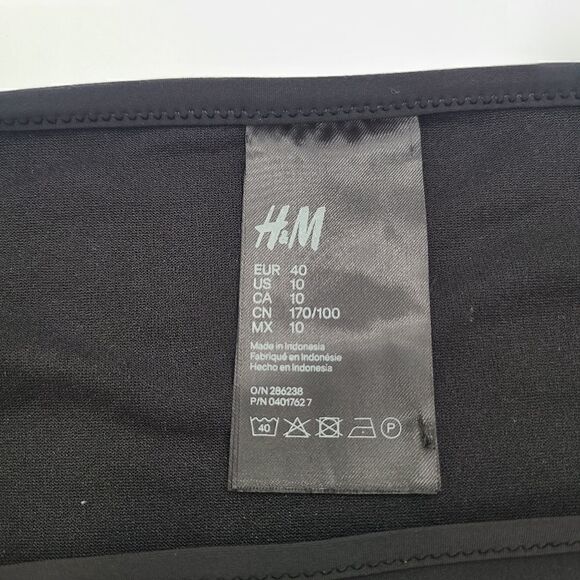 H&M
EUR 40
US 10
CA 10
CN 170/100
MX 10
Made in Indonesia
Fabriqué en Indonésie
Hecho en Indonesia
O/N 286238
P/N 0401762 7
40 P